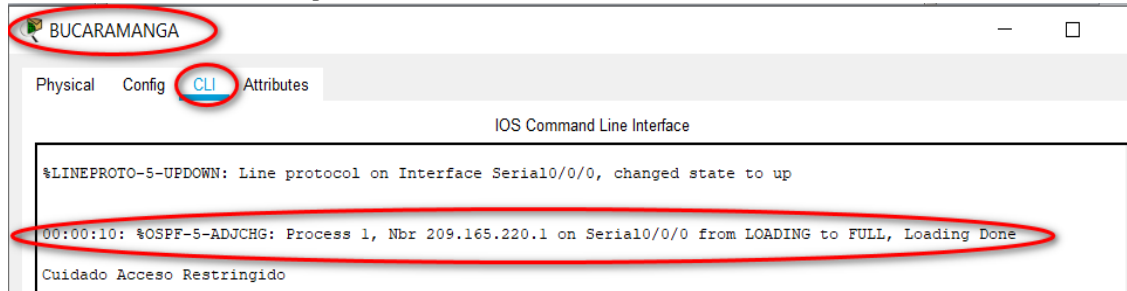 BUCARAMANGA
Physical Config CLI Attributes
IOS Command Line Interface
%LINEPROTO-5-UPDOWN: Line protocol on Interface Serial0/0/0, changed state to up
00:00:10: %OSPF-5-ADJCHG: Process 1, Nbr 209.165.220.1 on Serial0/0/0 from LOADING to FULL, Loading Done
Cuidado Acceso Restringido